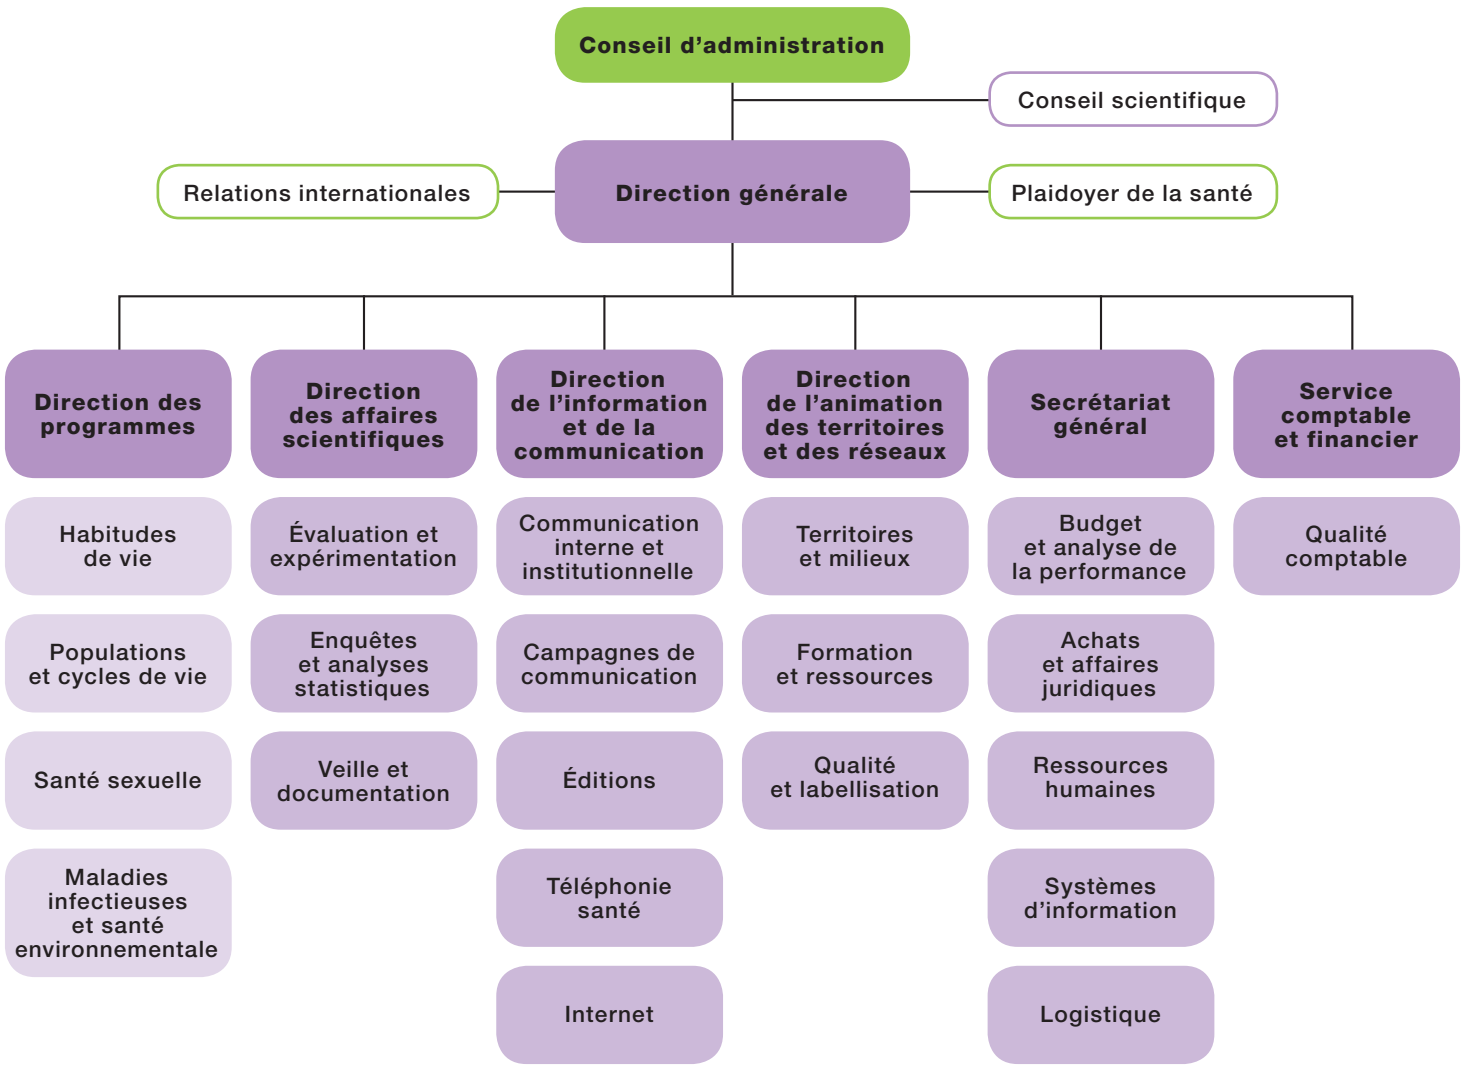 Conseil d’administration
Conseil scientifique
Relations internationales
Direction générale
Plaidoyer de la santé
Direction des
programmes
Habitudes
de vie
Populations
et cycles de vie
Santé sexuelle
Maladies
infectieuses
et santé
environnementale
Direction
des affaires
scientifiques
Évaluation et
expérimentation
Enquêtes
et analyses
statistiques
Veille et
documentation
Direction
de l’information
et de la
communication
Communication
interne et
institutionnelle
Campagnes de
communication
Éditions
Téléphonie
santé
Internet
Direction
de l’animation
des territoires
et des réseaux
Territoires
et milieux
Formation
et ressources
Qualité
et labellisation
Secrétariat
général
Budget
et analyse de
la performance
Achats
et affaires
juridiques
Ressources
humaines
Systèmes
d’information
Logistique
Service
comptable
et financier
Qualité
comptable